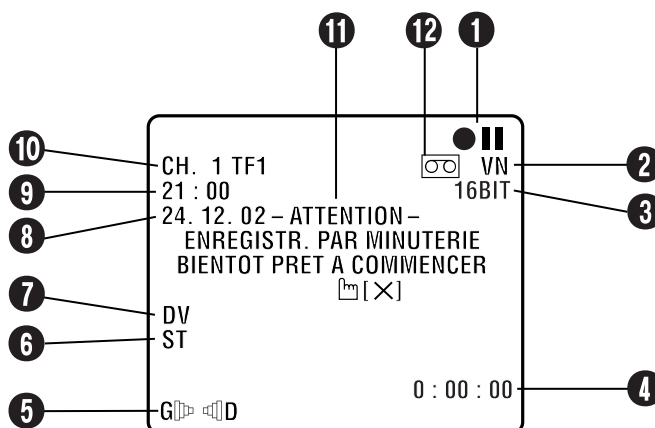 11 12 1
10 CH. 1 TF1 VN 2
9 21 : 00 16BIT 3
8 24. 12. 02 – ATTENTION –
ENREGISTR. PAR MINUTERIE
BIENTOT PRET A COMMENCER
[X]
7 DV
6 ST
0 : 00 : 00 4
5 G D